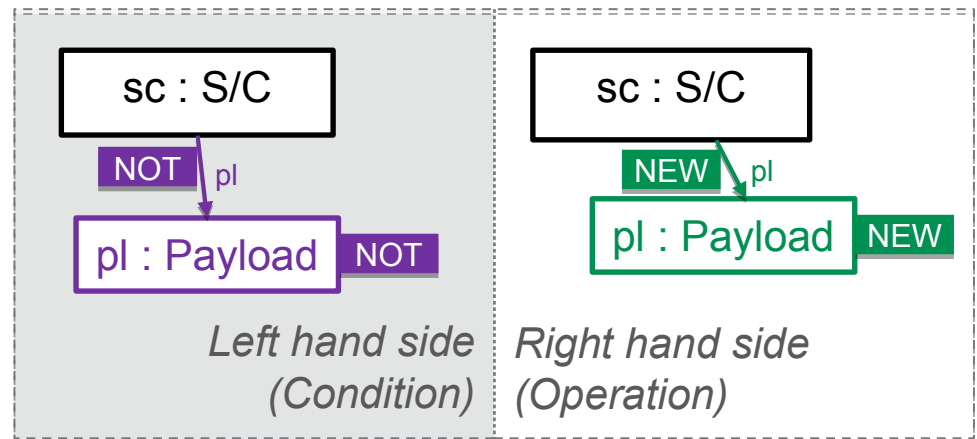 sc : S/C
NOT
pl
pl : Payload
NOT
Left hand side
(Condition)
sc : S/C
NEW
pl
pl : Payload
NEW
Right hand side
(Operation)